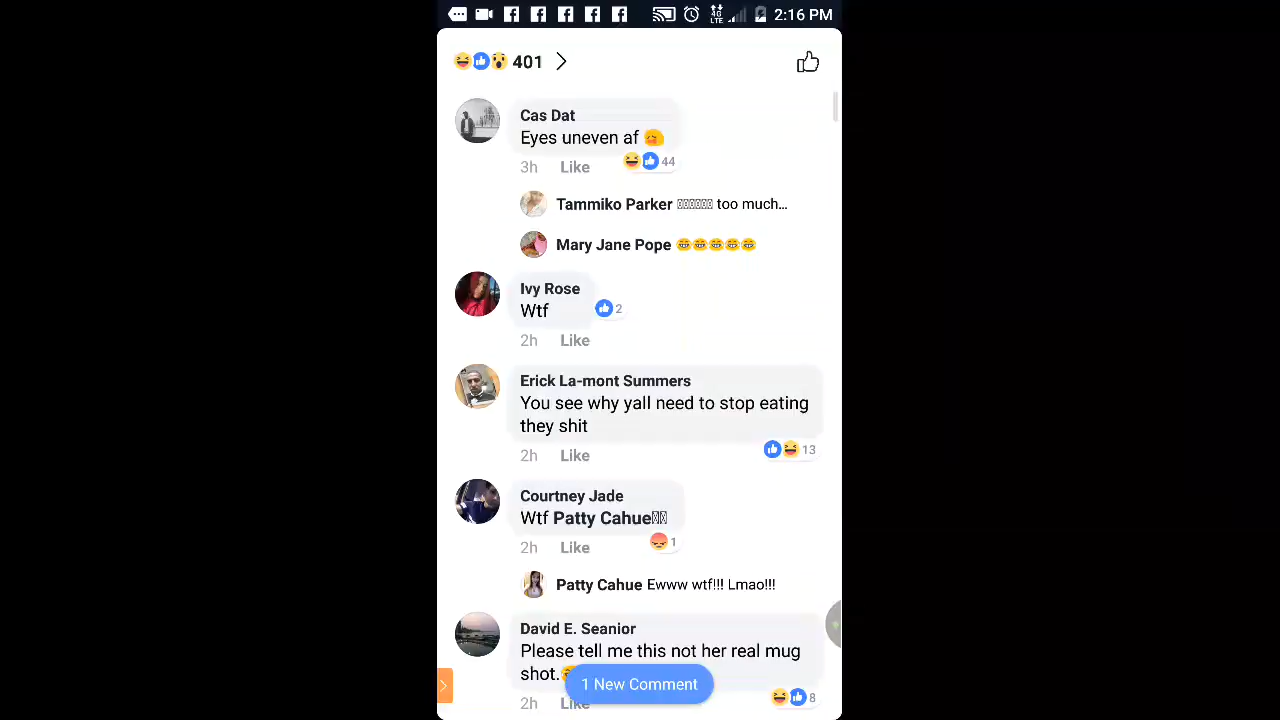 4G
LTE
2:16 PM
401
Cas Dat
Eyes uneven af
3h Like 44
Tammiko Parker too much...
Mary Jane Pope
Ivy Rose
Wtf
2
2h Like
Erick La-mont Summers
You see why yall need to stop eating
they shit
2h Like 13
Courtney Jade
Wtf Patty Cahue
2h Like 1
Patty Cahue Ewww wtf!!! Lmao!!!
David E. Seanior
Please tell me this not her real mug
shot.
1 New Comment
2h Like 8